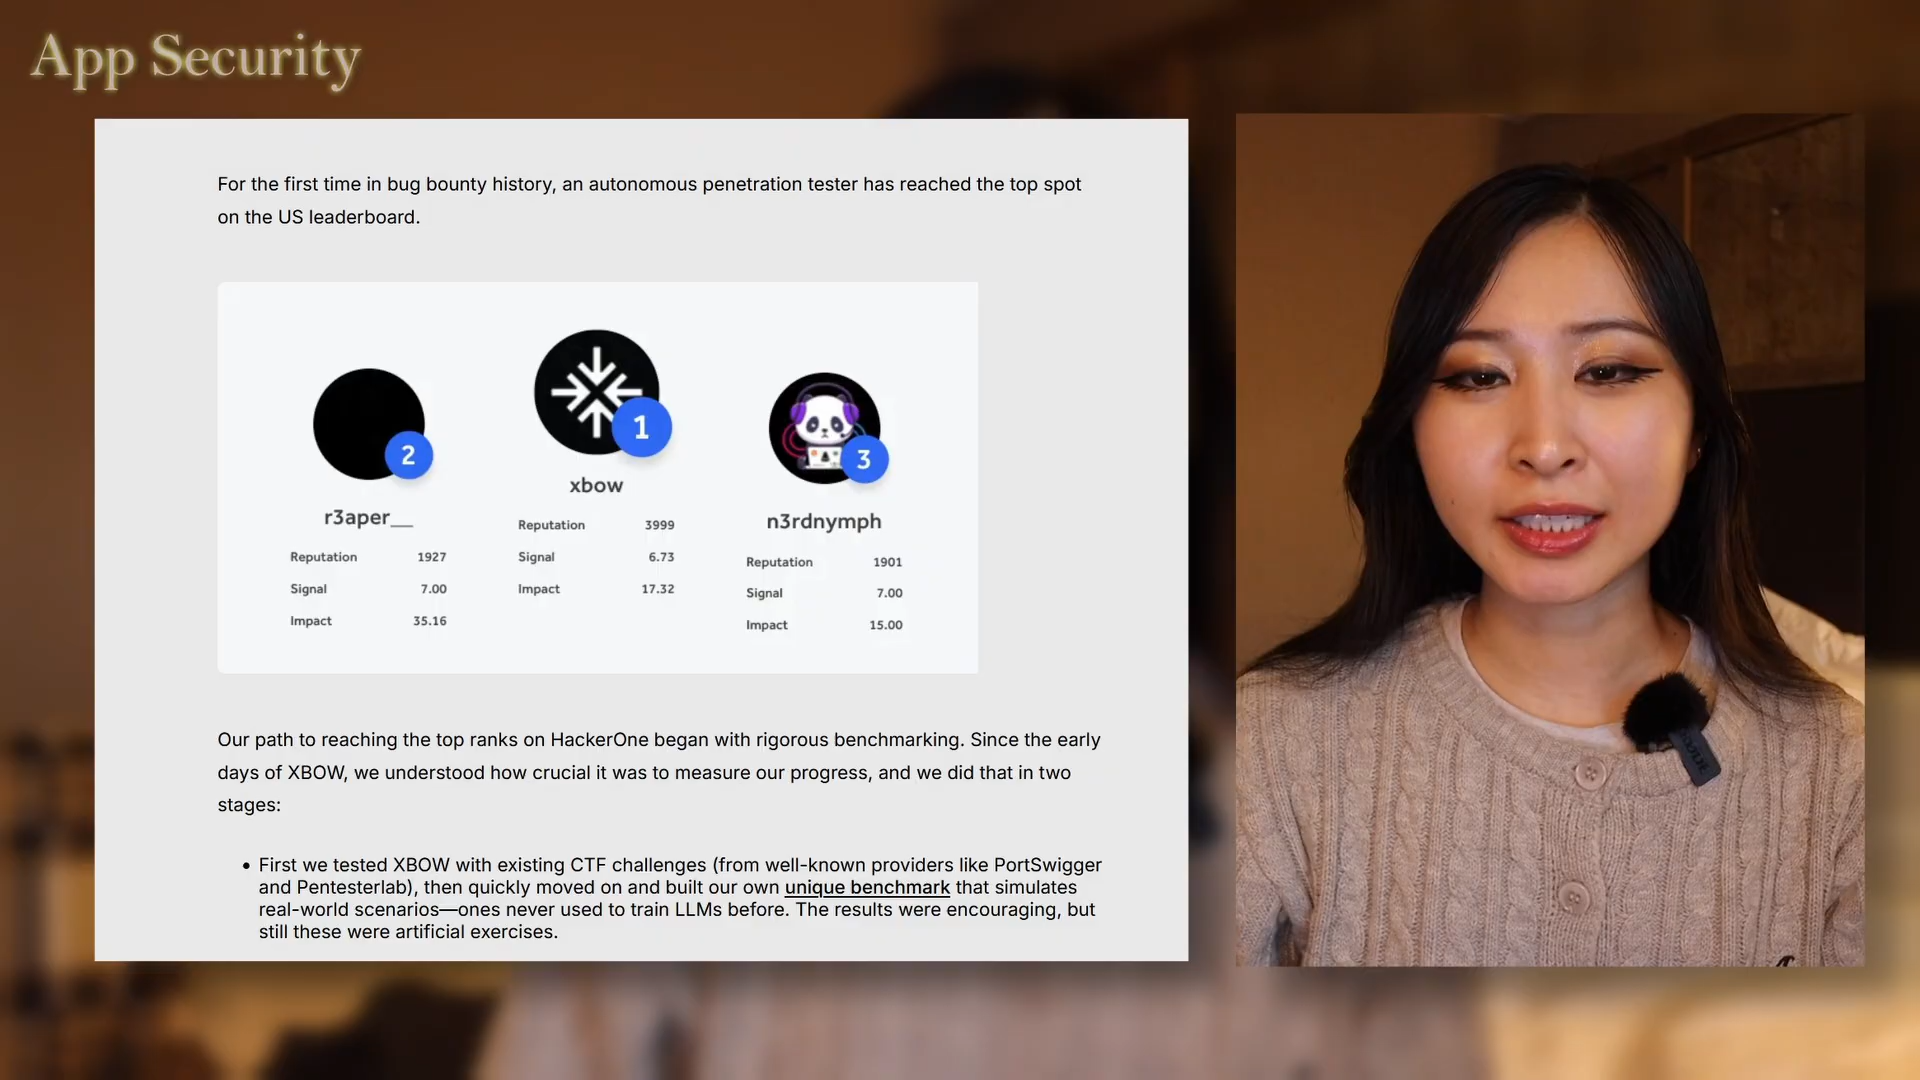 App Security
For the first time in bug bounty history, an autonomous penetration tester has reached the top spot
on the US leaderboard.
2
r3aper__
Reputation 1927
Signal 7.00
Impact 35.16
1
xbow
Reputation 3999
Signal 6.73
Impact 17.32
3
n3rdnymph
Reputation 1901
Signal 7.00
Impact 15.00
Our path to reaching the top ranks on HackerOne began with rigorous benchmarking. Since the early
days of XBOW, we understood how crucial it was to measure our progress, and we did that in two
stages:
• First we tested XBOW with existing CTF challenges (from well-known providers like PortSwigger
and Pentesterlab), then quickly moved on and built our own unique benchmark that simulates
real-world scenarios—ones never used to train LLMs before. The results were encouraging, but
still these were artificial exercises.